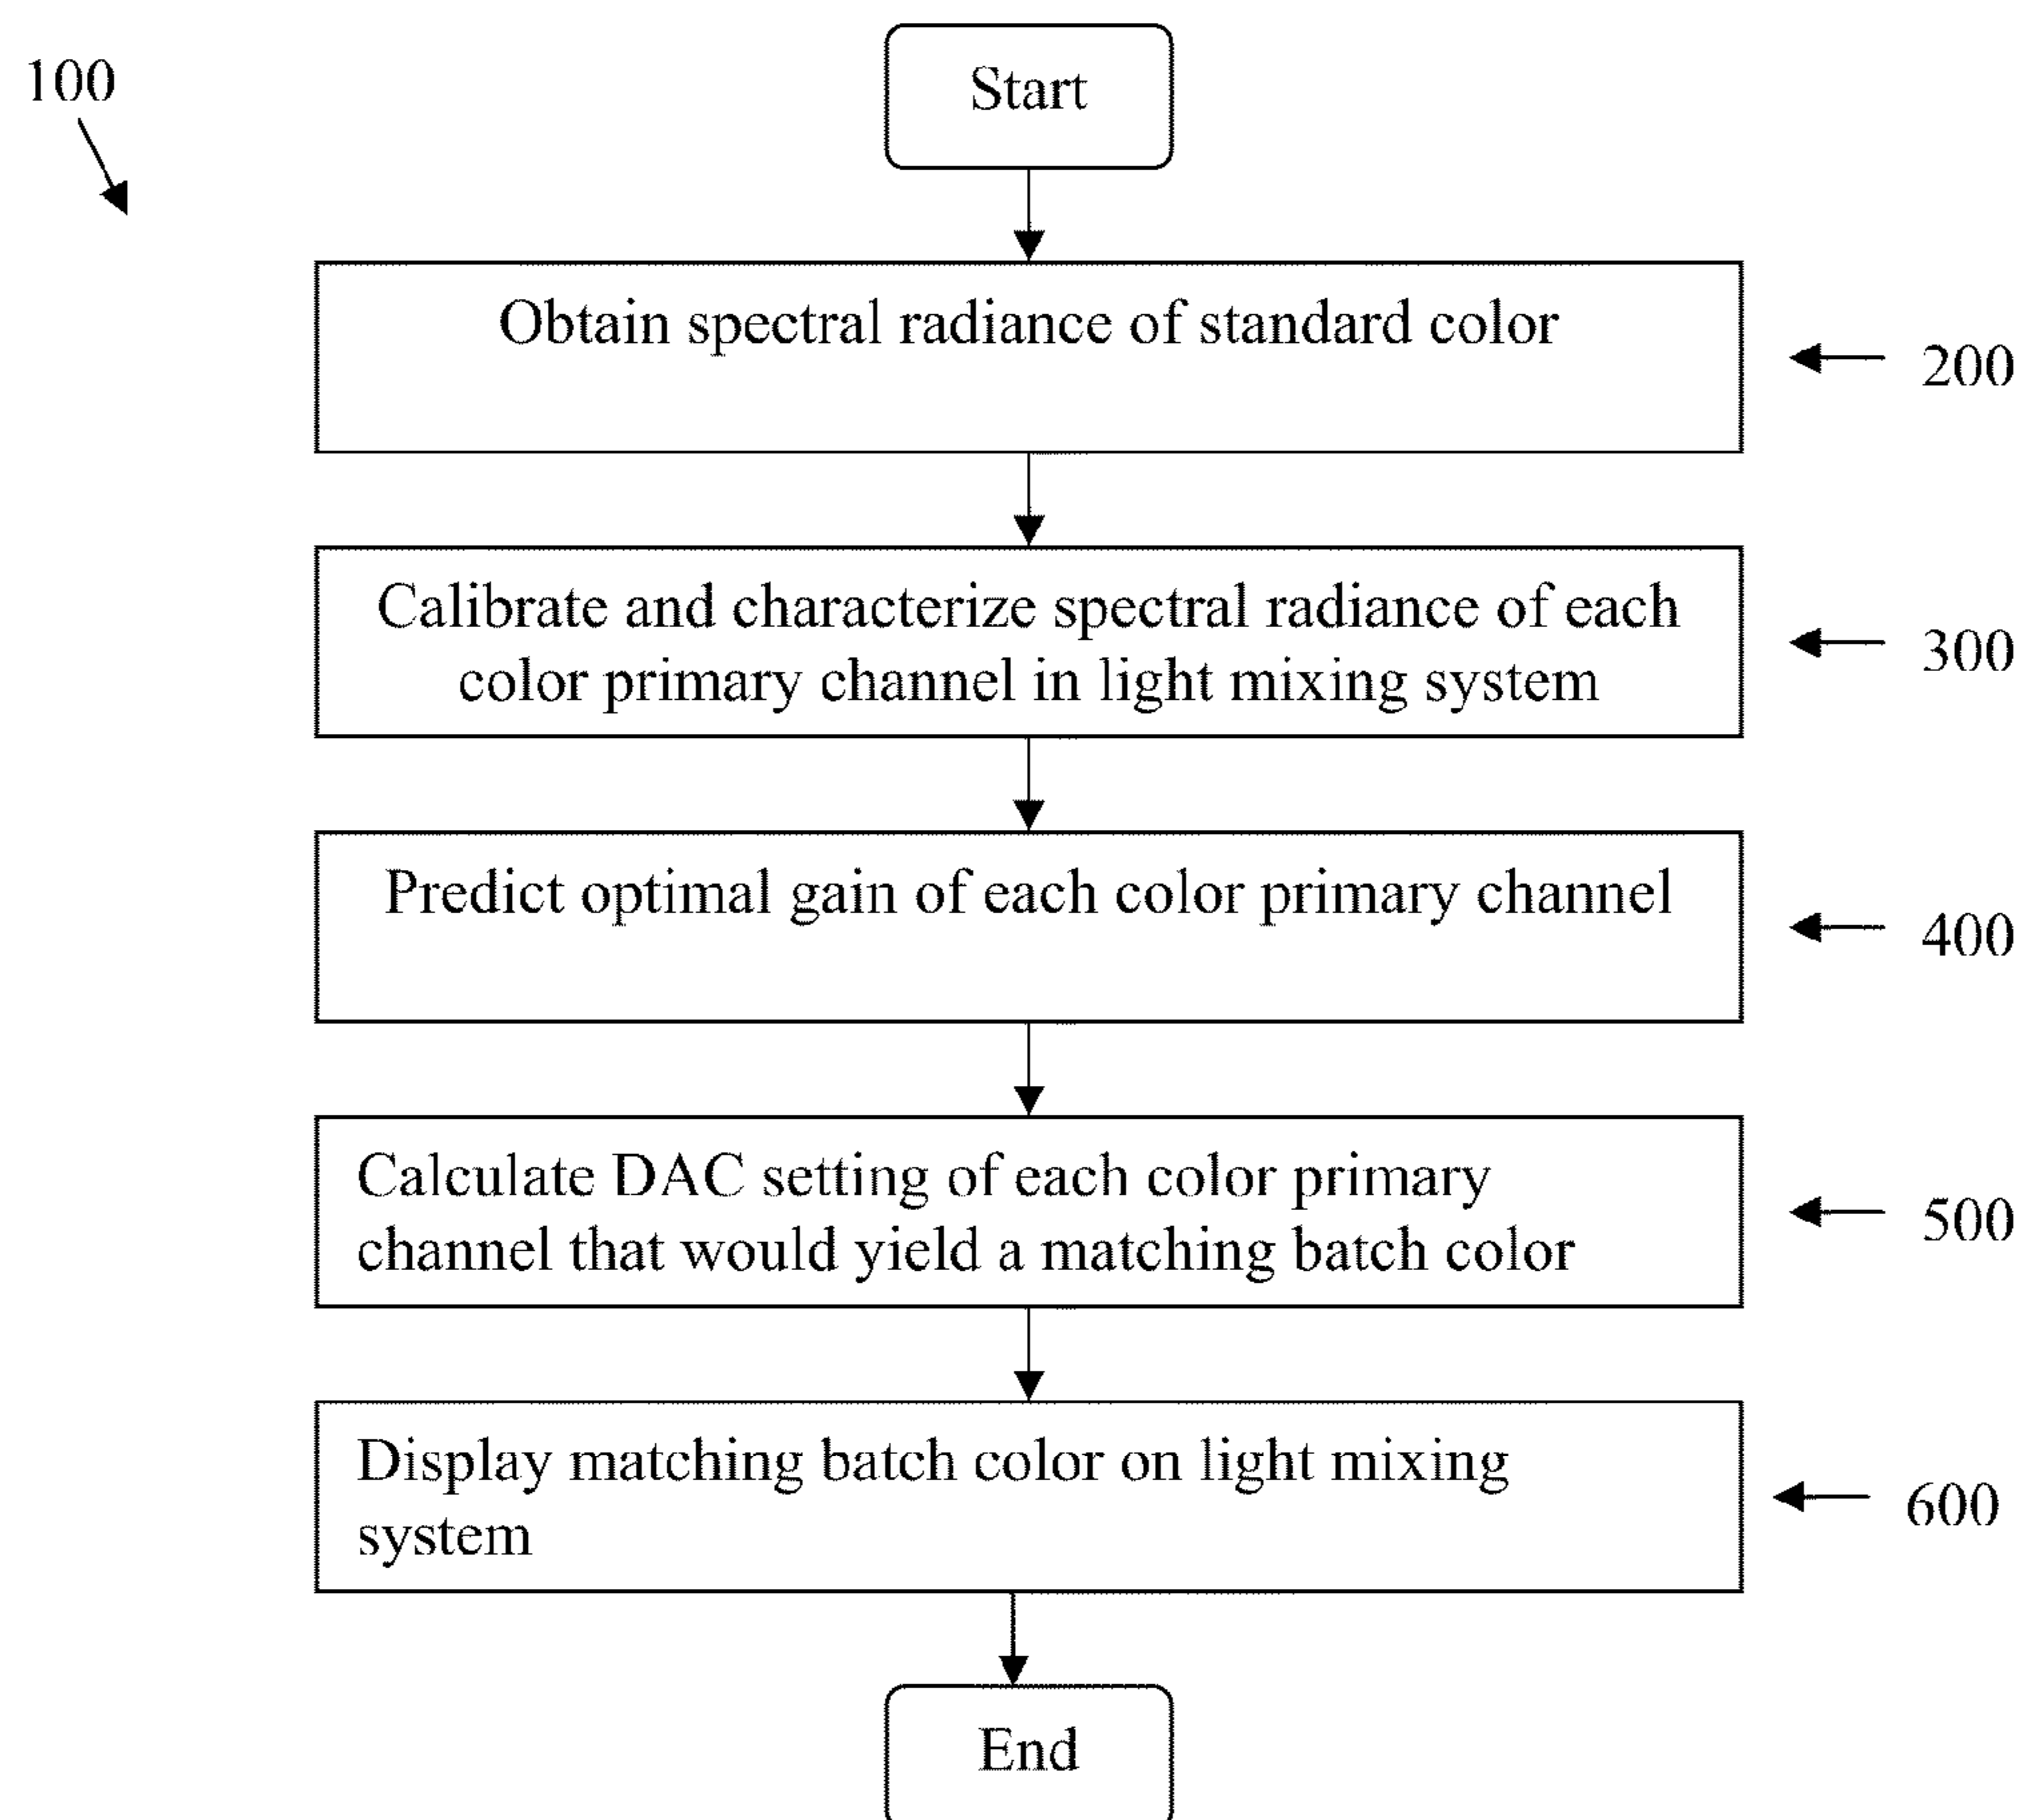 100
Start
Obtain spectral radiance of standard color
200
Calibrate and characterize spectral radiance of each
color primary channel in light mixing system
300
Predict optimal gain of each color primary channel
400
Calculate DAC setting of each color primary
channel that would yield a matching batch color
500
Display matching batch color on light mixing
system
600
End